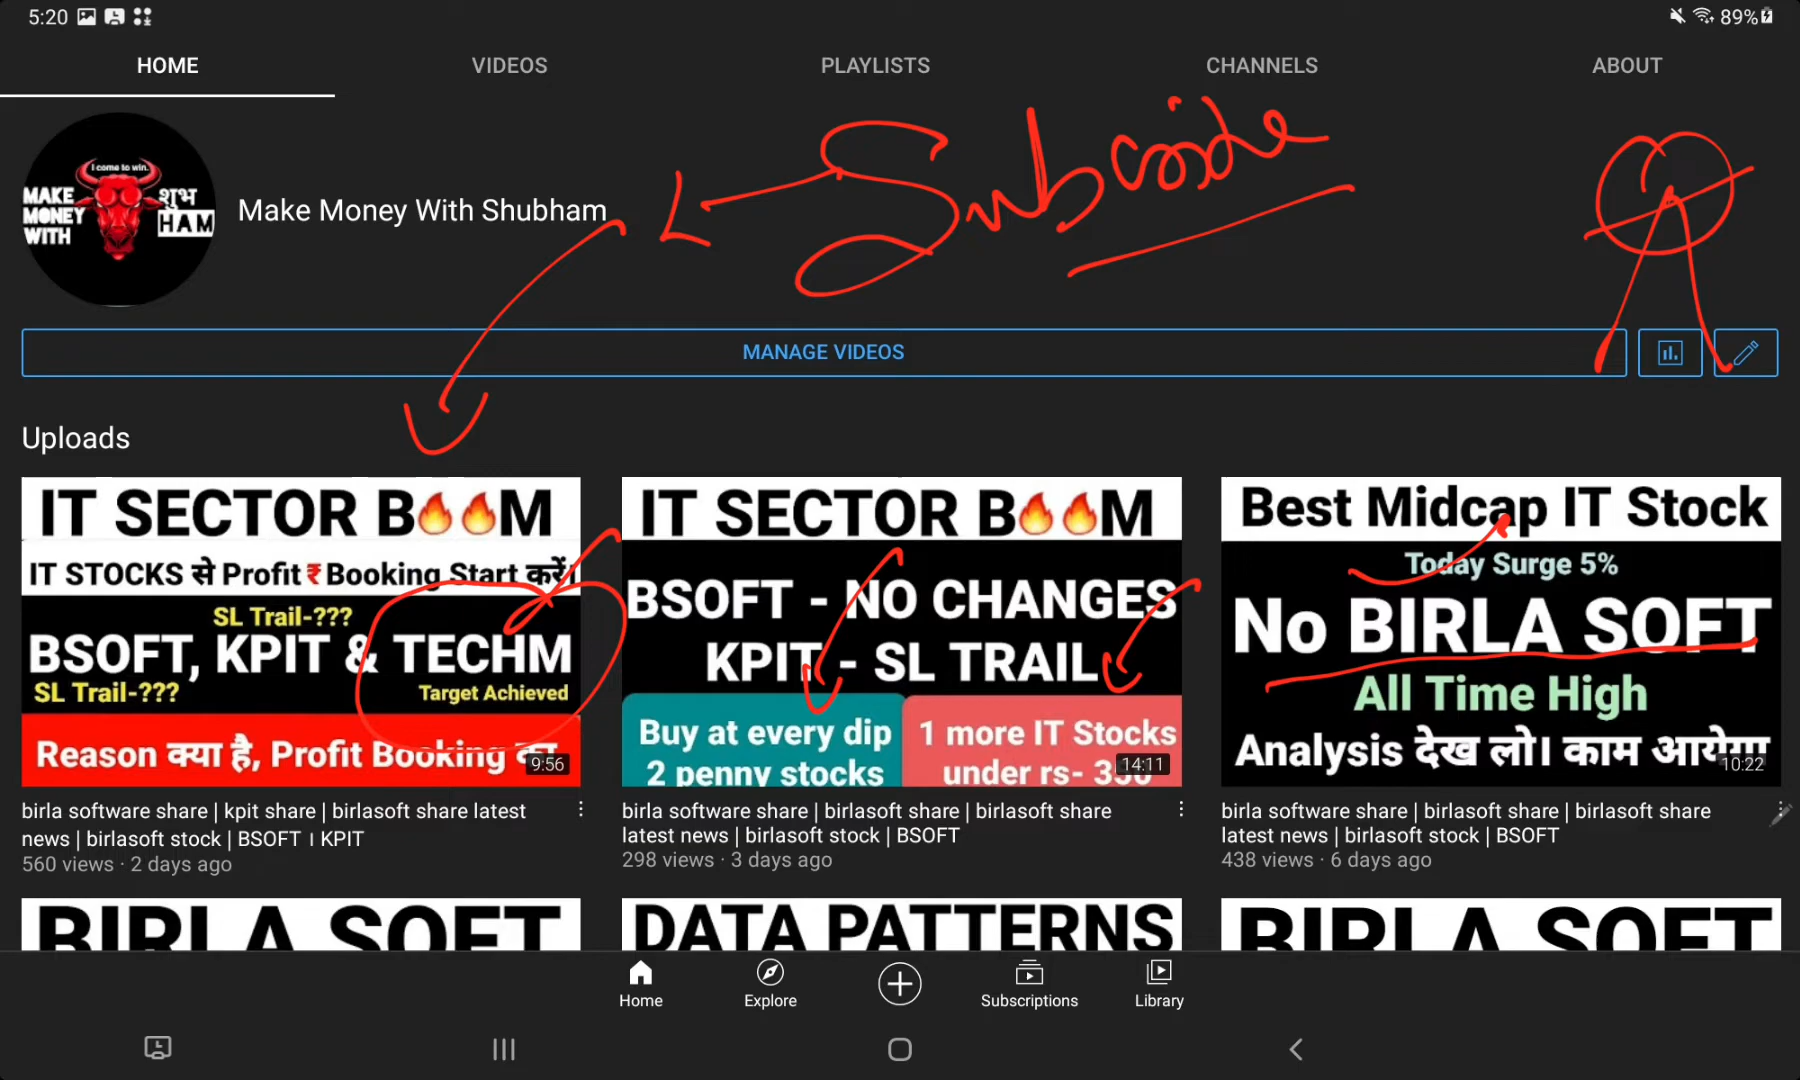 5:20
89%
HOME
VIDEOS
PLAYLISTS
CHANNELS
ABOUT
I come to win.
MAKE
MONEY
WITH
शुभ
HAM
Make Money With Shubham
MANAGE VIDEOS
Uploads
IT SECTOR B🔥🔥M
IT STOCKS से Profit ₹ Booking Start करें।
SL Trail-???
BSOFT, KPIT & TECHM
SL Trail-???
Target Achieved
Reason क्या है, Profit Booking का
9:56
birla software share | kpit share | birlasoft share latest
news | birlasoft stock | BSOFT । KPIT
560 views · 2 days ago
IT SECTOR B🔥🔥M
BSOFT - NO CHANGES
KPIT - SL TRAIL
Buy at every dip
2 penny stocks
1 more IT Stocks
under rs- 350
14:11
birla software share | birlasoft share | birlasoft share
latest news | birlasoft stock | BSOFT
298 views · 3 days ago
Best Midcap IT Stock
Today Surge 5%
No BIRLA SOFT
All Time High
Analysis देख लो। काम आयेगा
10:22
birla software share | birlasoft share | birlasoft share
latest news | birlasoft stock | BSOFT
438 views · 6 days ago
BIRLA SOFT
DATA PATTERNS
BIRLA SOFT
Home
Explore
Subscriptions
Library